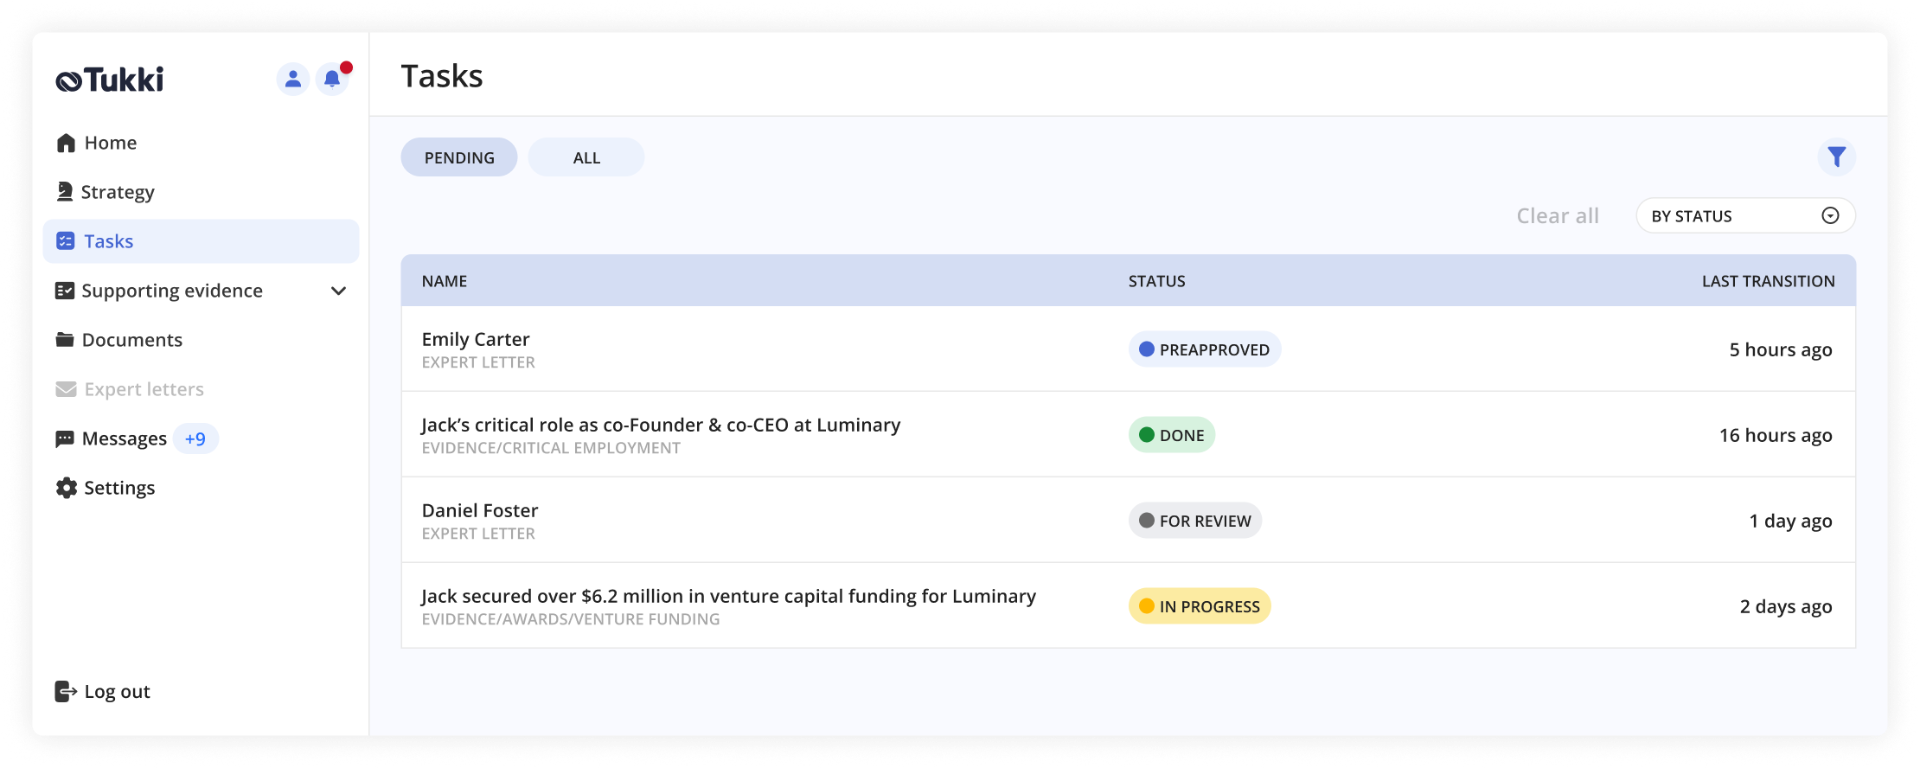 Tukki
Home
Strategy
Tasks
Supporting evidence
Documents
Expert letters
Messages +9
Settings
Log out
Tasks
PENDING ALL
Clear all BY STATUS
NAME STATUS LAST TRANSITION
Emily Carter
EXPERT LETTER
PREAPPROVED
5 hours ago
Jack’s critical role as co-Founder & co-CEO at Luminary
EVIDENCE/CRITICAL EMPLOYMENT
DONE
16 hours ago
Daniel Foster
EXPERT LETTER
FOR REVIEW
1 day ago
Jack secured over $6.2 million in venture capital funding for Luminary
EVIDENCE/AWARDS/VENTURE FUNDING
IN PROGRESS
2 days ago